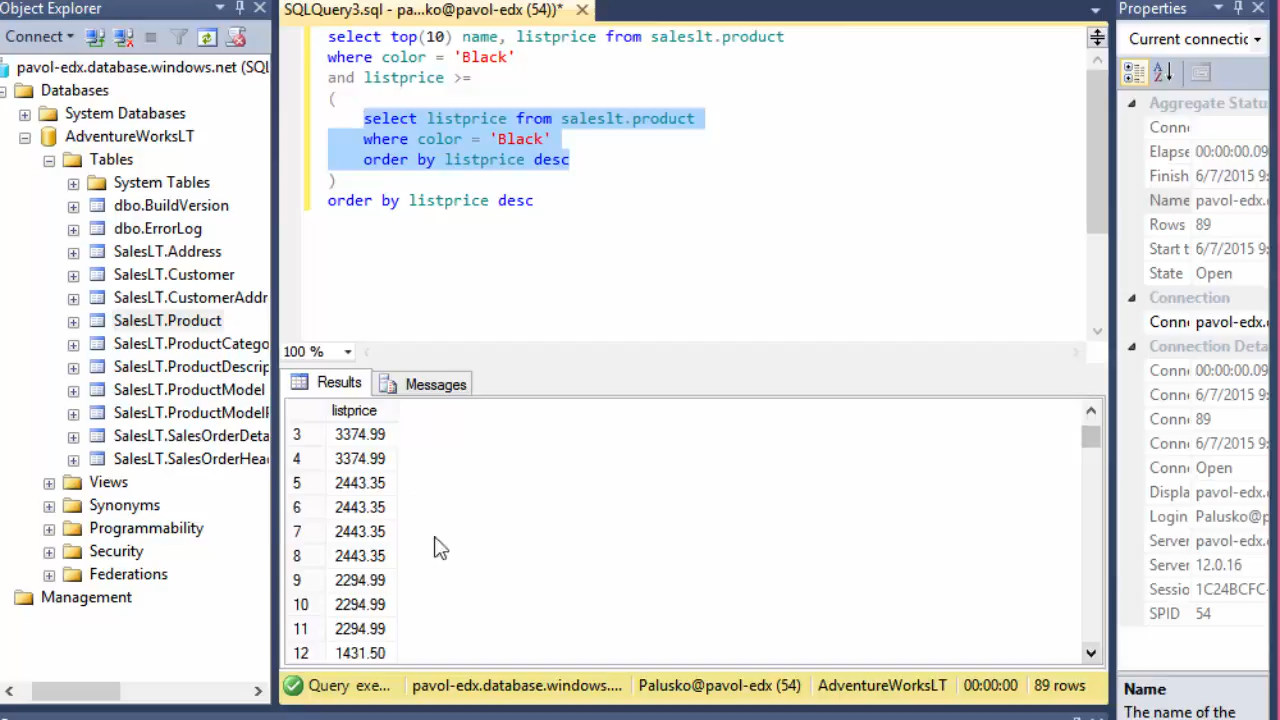 Object Explorer
Connect
pavol-edx.database.windows.net (SQL
Databases
System Databases
AdventureWorksLT
Tables
System Tables
dbo.BuildVersion
dbo.ErrorLog
SalesLT.Address
SalesLT.Customer
SalesLT.CustomerAddr
SalesLT.Product
SalesLT.ProductCatego
SalesLT.ProductDescrip
SalesLT.ProductModel
SalesLT.ProductModelP
SalesLT.SalesOrderDeta
SalesLT.SalesOrderHea
Views
Synonyms
Programmability
Security
Federations
Management
SQLQuery3.sql - pa...ko@pavol-edx (54))*
select top(10) name, listprice from saleslt.product
where color = 'Black'
and listprice >=
(
select listprice from saleslt.product
where color = 'Black'
order by listprice desc
)
order by listprice desc
100 %
Results Messages
listprice
3 3374.99
4 3374.99
5 2443.35
6 2443.35
7 2443.35
8 2443.35
9 2294.99
10 2294.99
11 2294.99
12 1431.50
Query exe... pavol-edx.database.windows.... Palusko@pavol-edx (54) AdventureWorksLT 00:00:00 89 rows
Properties
Current connectic
Aggregate Statu
Conne
Elapse 00:00:00.09
Finish 6/7/2015 9:
Name pavol-edx.
Rows 89
Start t 6/7/2015 9:
State Open
Connection
Conne pavol-edx.
Connection Deta
Conne 00:00:00.09
Conne 6/7/2015 9:
Conne 89
Conne 6/7/2015 9:
Conne Open
Displa pavol-edx.
Login Palusko@p
Server pavol-edx.
Server 12.0.16
Sessio 1C24BCFC-
SPID 54
Name
The name of the